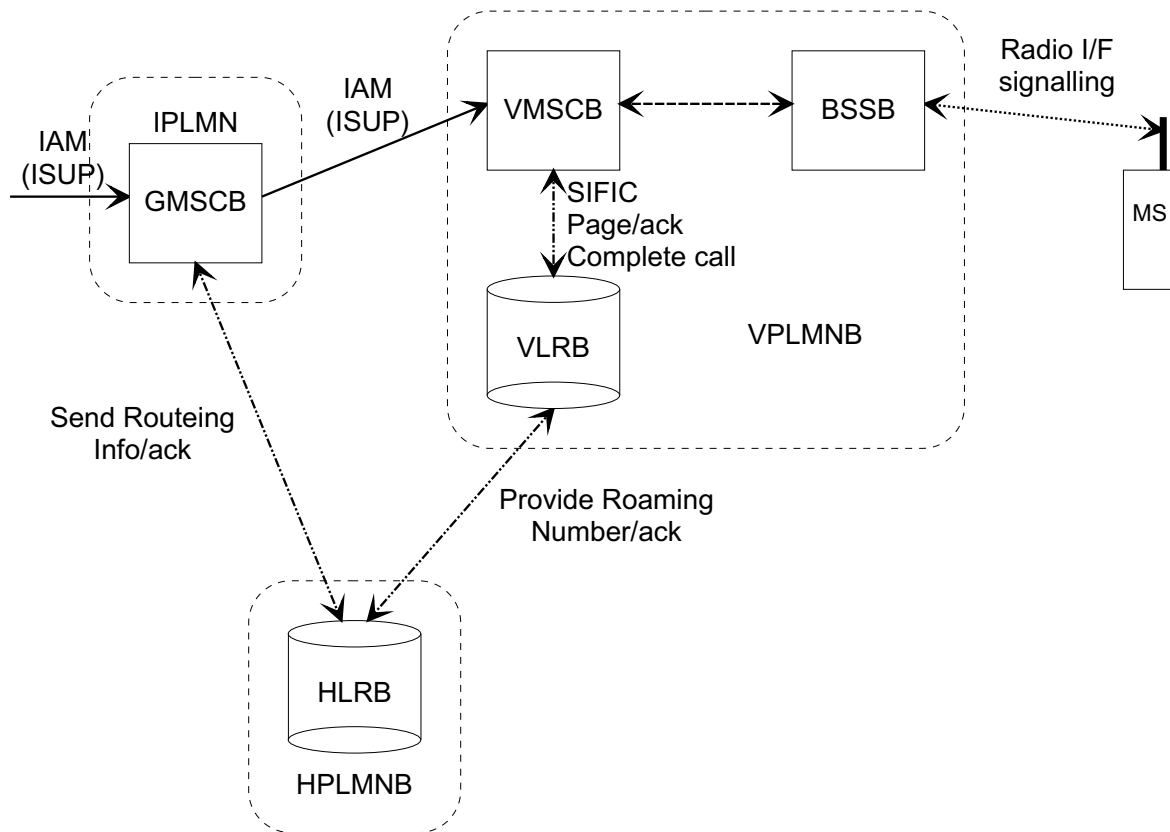 Radio I/F
signalling
IAM
(ISUP)
VMSCB
BSSB
IPLMN
IAM
(ISUP)
GMSCB
SIFIC
Page/ack
Complete call
MS
VLRB
VPLMNB
Send Routeing
Info/ack
Provide Roaming
Number/ack
HLRB
HPLMNB